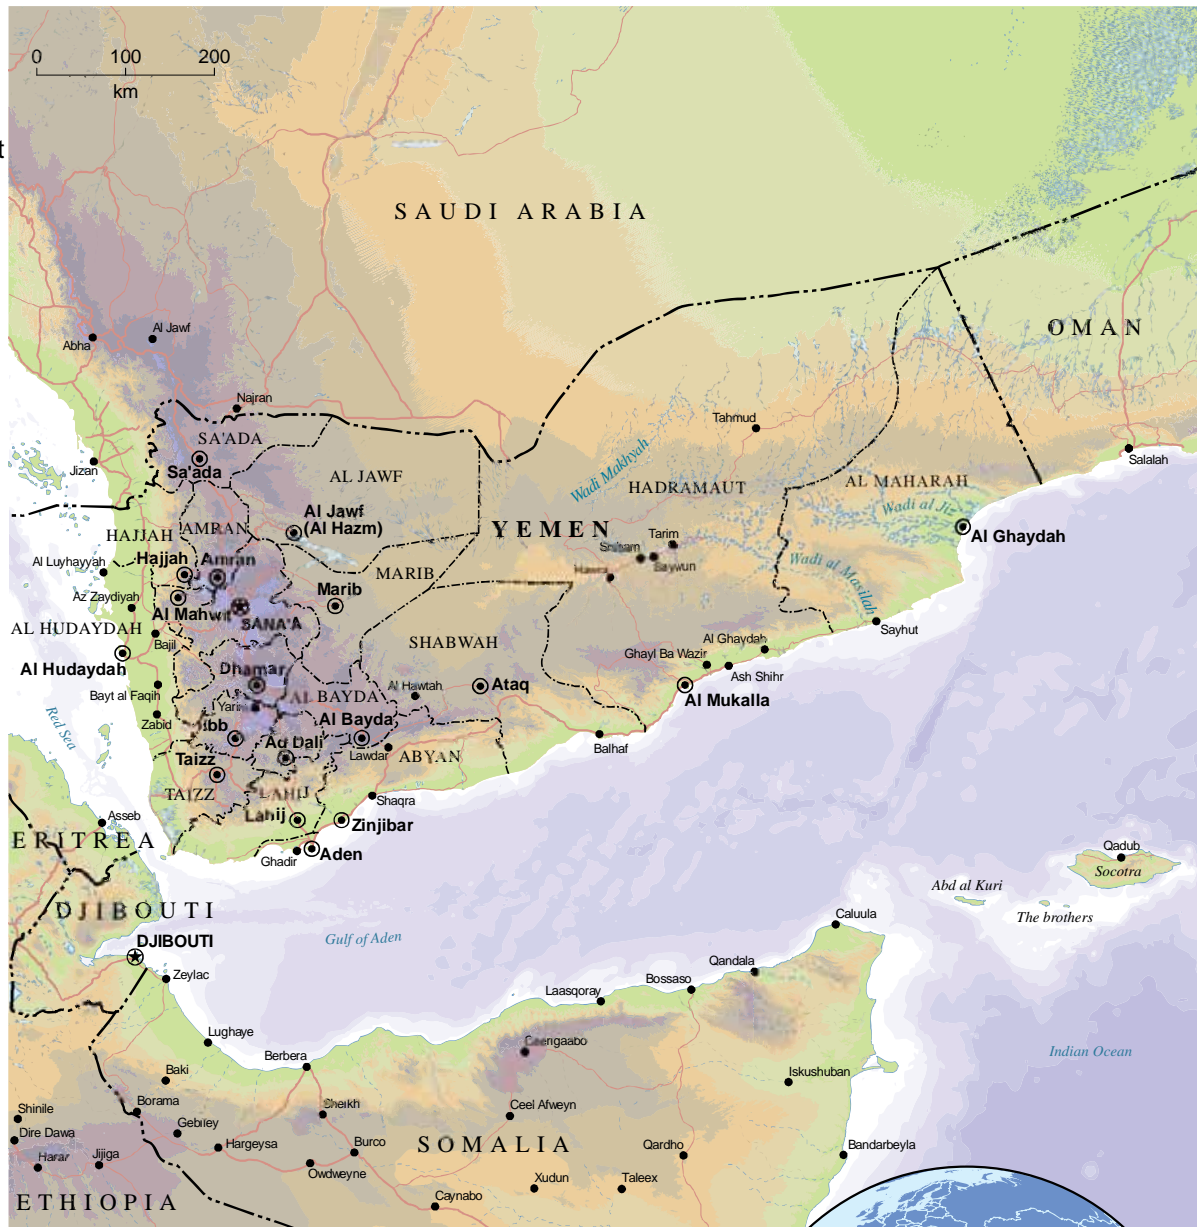 0 100 200
km
t
SAUDI ARABIA
OMAN
Abha
Al Jawf
Najran
Tahmud
SA'ADA
Sa'ada
Jizan
Salalah
AL JAWF
Wadi Makhyah
HADRAMAUT
AL MAHARAH
Al Jawf
(Al Hazm)
YEMEN
Wadi al Jiz
Al Ghaydah
HAJJAH
AMRAN
Tarim
Shibam
Saywun
Al Luyhayyah
Hajjah
Amran
MARIB
Marib
Wadi al Masilah
Az Zaydiyah
Al Mahwit
SANA'A
AL HUDAYDAH
Bajil
SHABWAH
Sayhut
Al Ghaydah
Ghayl Ba Wazir
Ash Shihr
Al Hudaydah
Dhamar
Bayt al Faqih
AL BAYDA
Al Hawtah
Ataq
Al Mukalla
Yarim
Zabid
Red Sea
Ibb
Al Bayda
Ad Dali
Lawdar
ABYAN
Balhaf
Taizz
TAIZZ
LAHIJ
Shaqra
Asseb
Lahij
Zinjibar
ERITREA
Ghadir
Aden
Qadub
Socotra
Abd al Kuri
The brothers
DJIBOUTI
Caluula
DJIBOUTI
Gulf of Aden
Zeylac
Qandala
Bossaso
Laasqoray
Lughaye
Ceerigaabo
Indian Ocean
Berbera
Baki
Iskushuban
Borama
Sheikh
Shinile
Ceel Afweyn
Gebiley
Dire Dawa
SOMALIA
Hargeysa
Burco
Qardho
Bandarbeyla
Harar
Jijiga
Owdweyne
Xudun
Taleex
ETHIOPIA
Caynabo